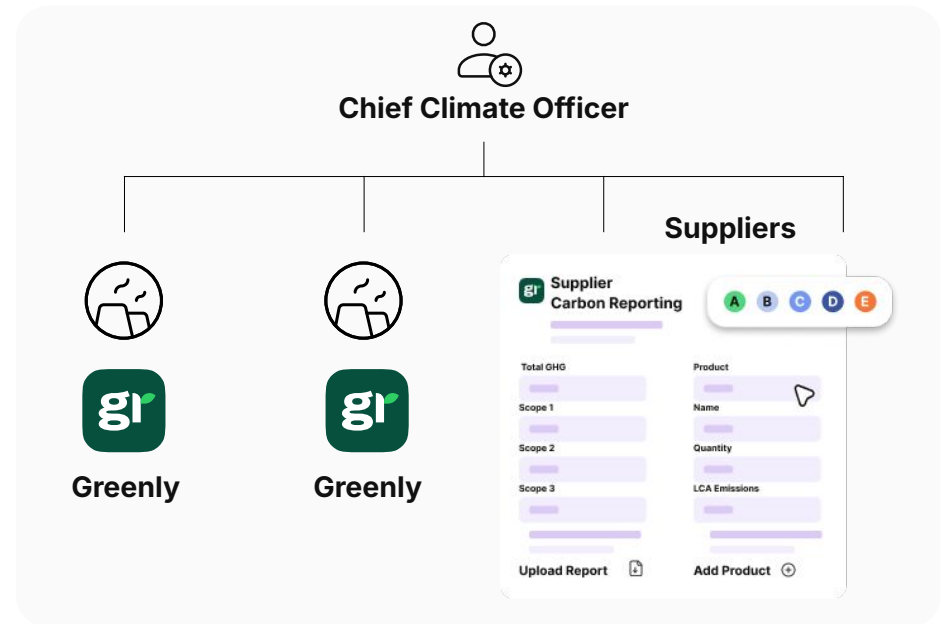 Chief Climate Officer
Suppliers
gr
Supplier
Carbon Reporting
A B C D E
Total GHG
Product
Scope 1
Name
Scope 2
Quantity
Scope 3
LCA Emissions
Upload Report
Add Product
gr
Greenly
gr
Greenly